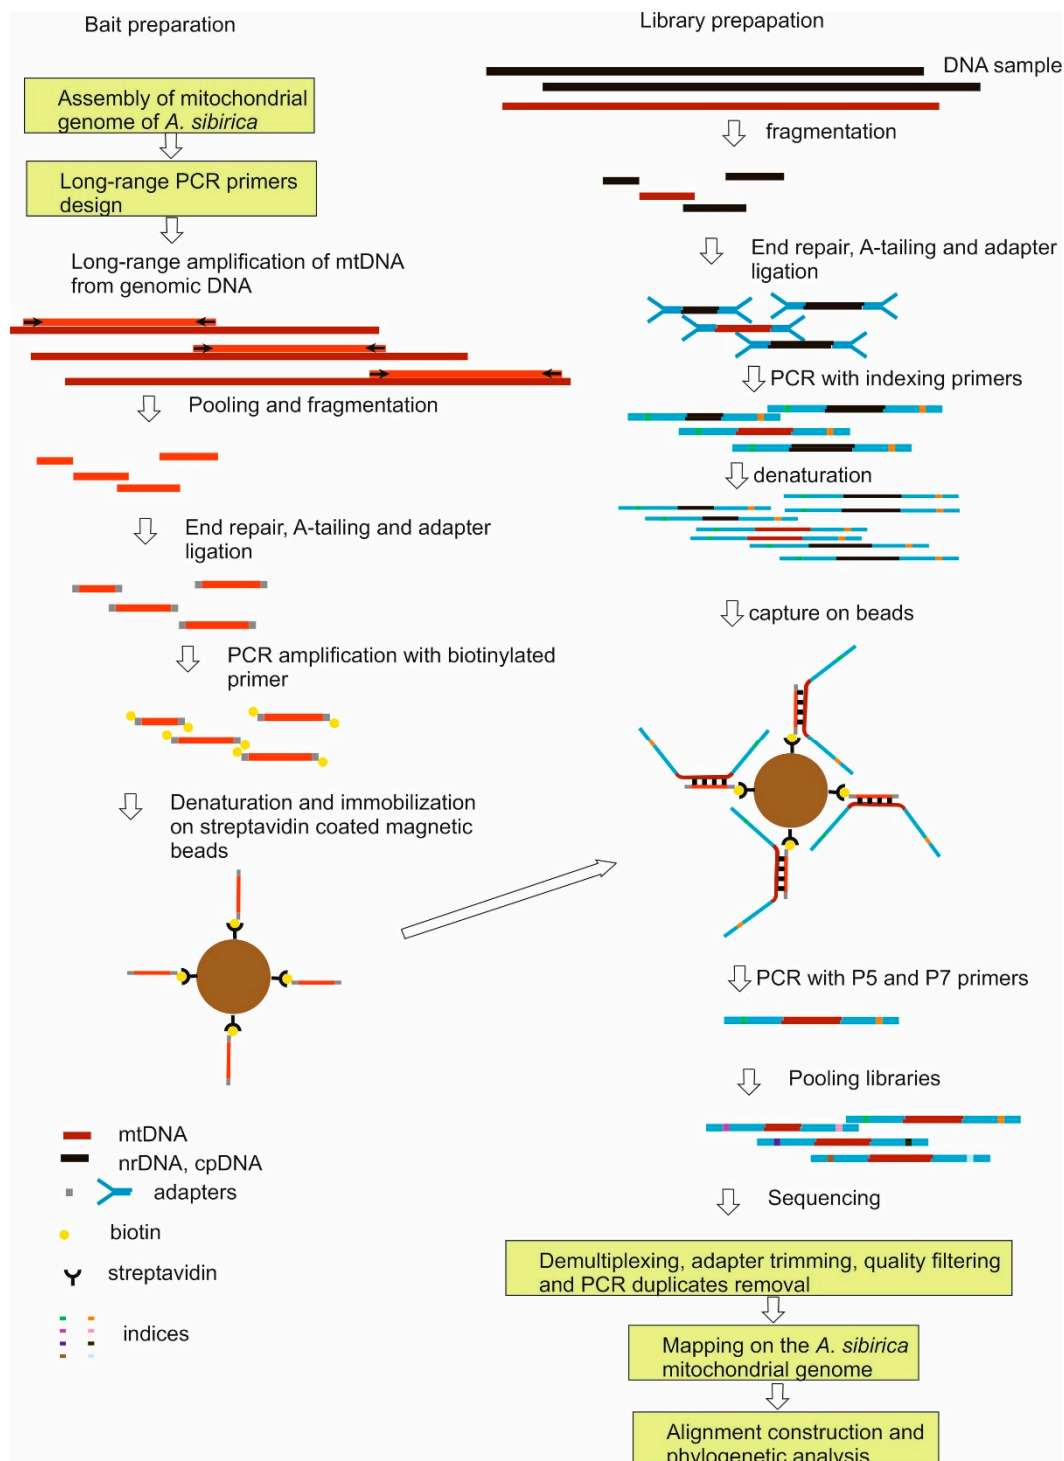 Bait preparation
Assembly of mitochondrial
genome of A. sibirica
Long-range PCR primers
design
Long-range amplification of mtDNA
from genomic DNA
Pooling and fragmentation
End repair, A-tailing and adapter
ligation
PCR amplification with biotinylated
primer
Denaturation and immobilization
on streptavidin coated magnetic
beads
mtDNA
nrDNA, cpDNA
adapters
biotin
streptavidin
indices
Library prepapation
DNA sample
fragmentation
End repair, A-tailing and adapter
ligation
PCR with indexing primers
denaturation
capture on beads
PCR with P5 and P7 primers
Pooling libraries
Sequencing
Demultiplexing, adapter trimming, quality filtering
and PCR duplicates removal
Mapping on the A. sibirica
mitochondrial genome
Alignment construction and
phylogenetic analysis